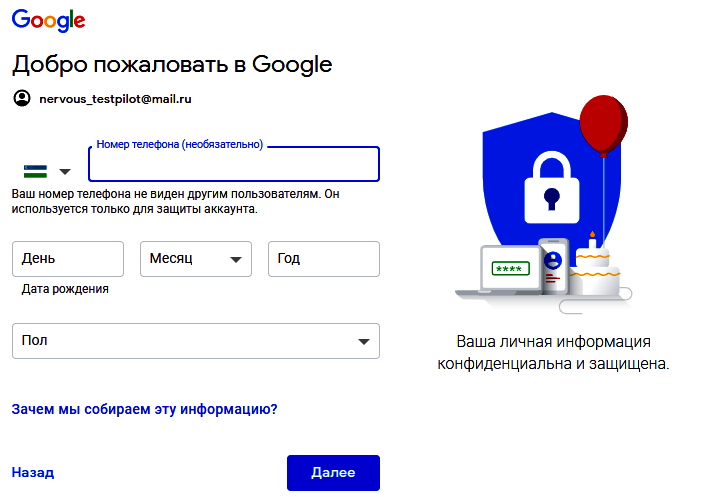 Google
Добро пожаловать в Google
nervous_testpilot@mail.ru
Номер телефона (необязательно)
Ваш номер телефона не виден другим пользователям. Он
используется только для защиты аккаунта.
День
Месяц
Год
Дата рождения
Пол
Зачем мы собираем эту информацию?
Назад
Далее
****
Ваша личная информация
конфиденциальна и защищена.